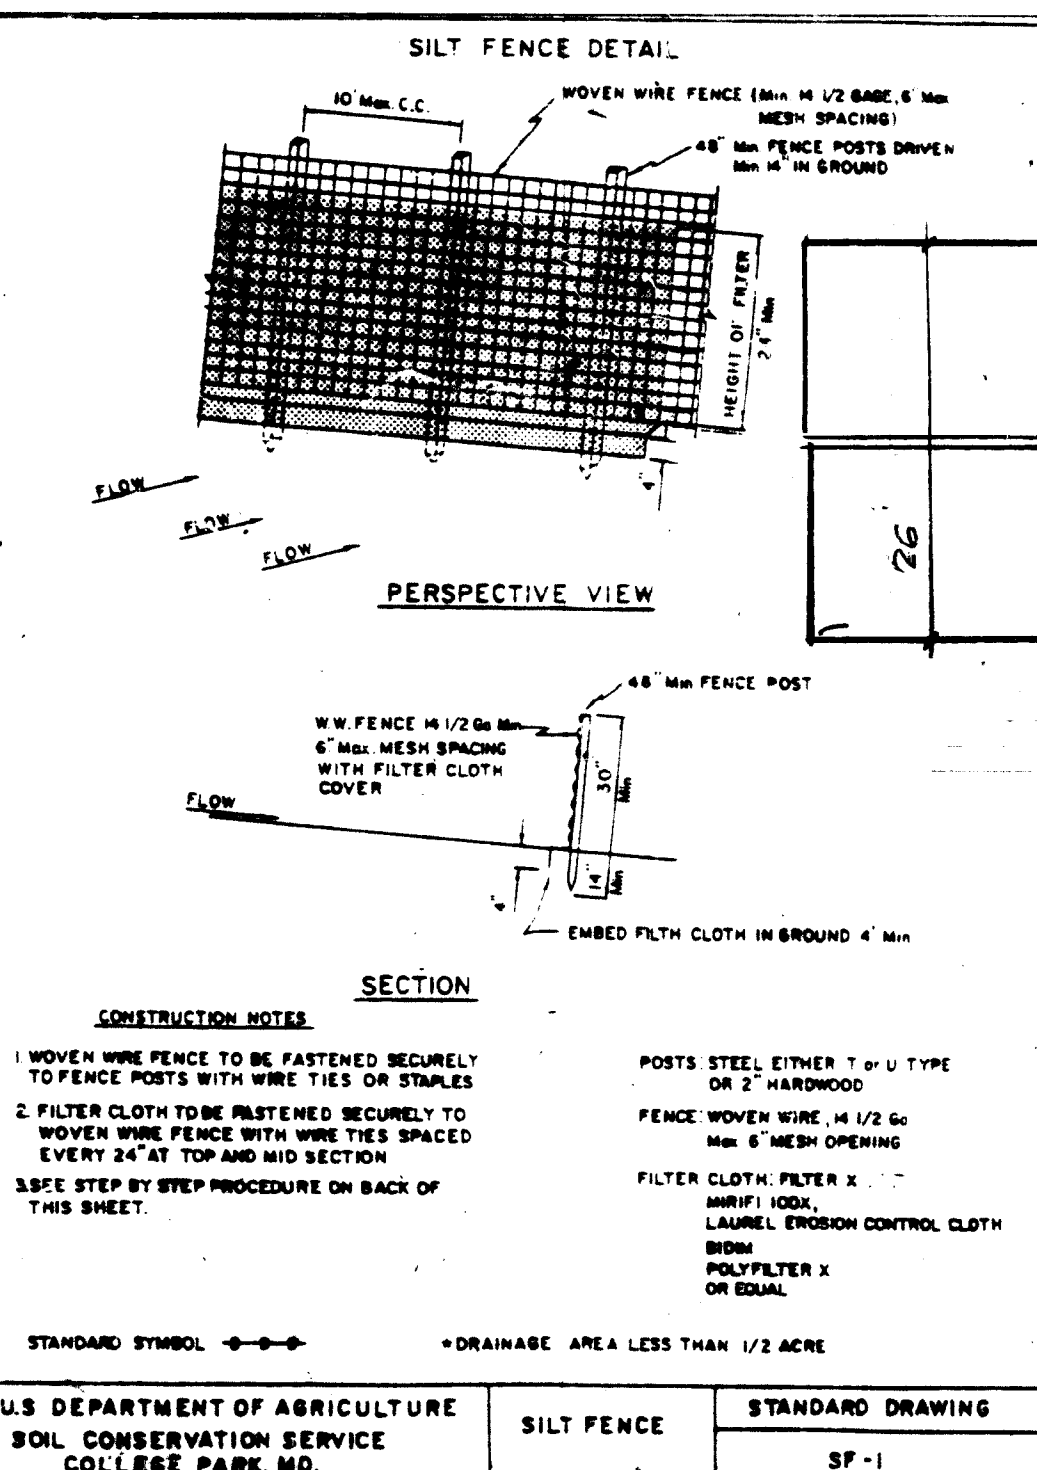 SILT FENCE DETAIL
10' Max. C.C.
WOVEN WIRE FENCE (Min. 14 1/2 GAGE, 6" Max
MESH SPACING)
48" Min FENCE POSTS DRIVEN
Min 14" IN GROUND
HEIGHT OF FILTER
24" Min
4"
FLOW
FLOW
FLOW
26
PERSPECTIVE VIEW
48" Min FENCE POST
W.W. FENCE 14 1/2 Ga Min
6" Max. MESH SPACING
WITH FILTER CLOTH
COVER
30"
Min
FLOW
14"
Min
4"
EMBED FILTH CLOTH IN GROUND 4' Min
SECTION
CONSTRUCTION NOTES
1. WOVEN WIRE FENCE TO BE FASTENED SECURELY
TO FENCE POSTS WITH WIRE TIES OR STAPLES
2. FILTER CLOTH TO BE FASTENED SECURELY TO
WOVEN WIRE FENCE WITH WIRE TIES SPACED
EVERY 24" AT TOP AND MID SECTION
3. SEE STEP BY STEP PROCEDURE ON BACK OF
THIS SHEET.
POSTS: STEEL EITHER T or U TYPE
OR 2" HARDWOOD
FENCE: WOVEN WIRE, 14 1/2 Ga
Max 6" MESH OPENING
FILTER CLOTH: FILTER X
MIRIFI 100X,
LAUREL EROSION CONTROL CLOTH
BIDIM
POLYFILTER X
OR EQUAL
STANDARD SYMBOL
*DRAINAGE AREA LESS THAN 1/2 ACRE
U.S DEPARTMENT OF AGRICULTURE
SOIL CONSERVATION SERVICE
COLLEGE PARK, MD.
SILT FENCE
STANDARD DRAWING
SF-1